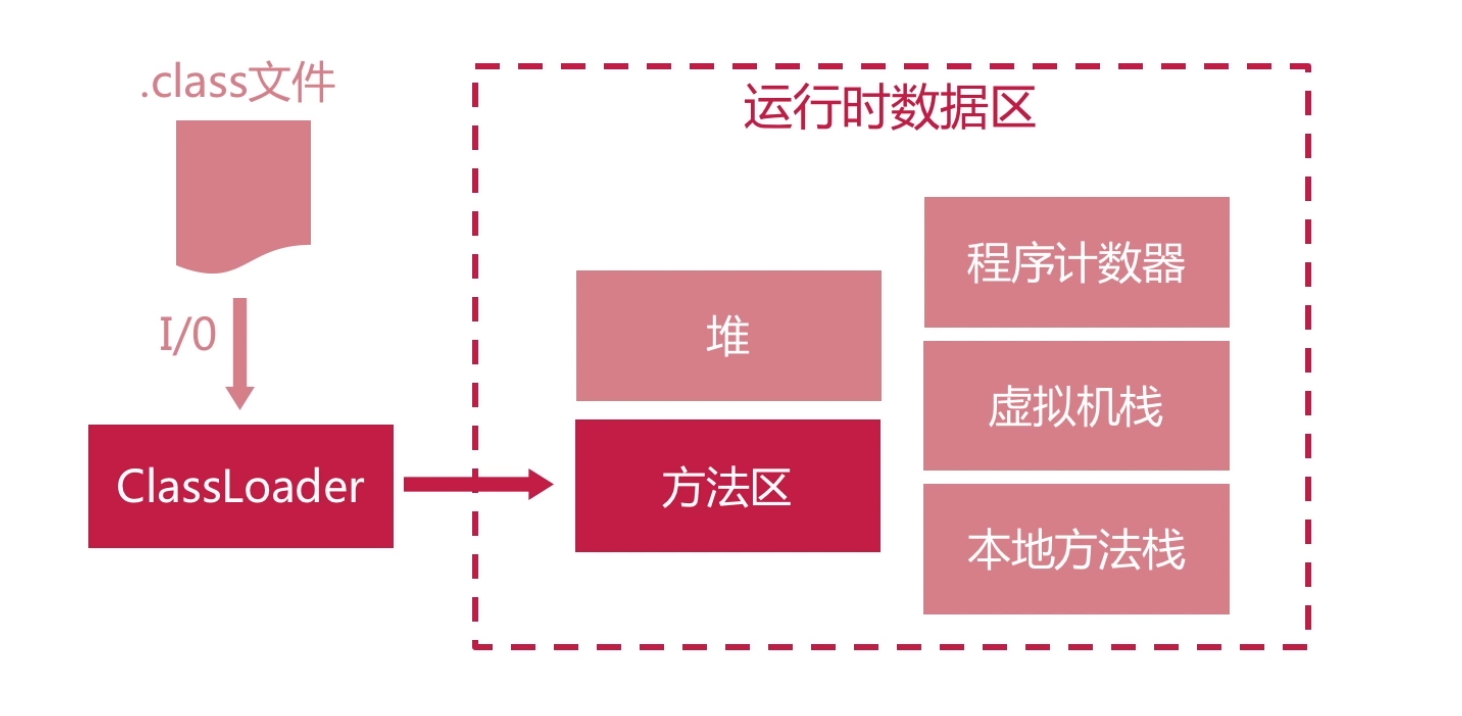 .class文件
I/0
ClassLoader
运行时数据区
堆
方法区
程序计数器
虚拟机栈
本地方法栈